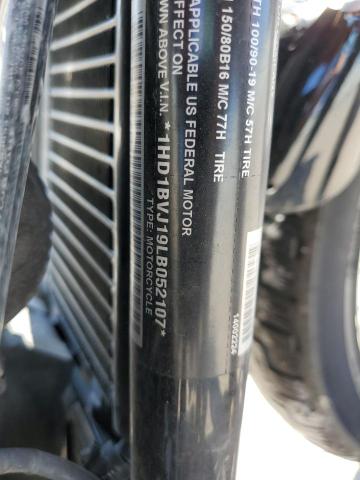 TH 100/90-19 M/C 57H TIRE
150/80B16 M/C 77H TIRE
APPLICABLE US FEDERAL MOTOR
EFFECT ON
WN ABOVE V.I.N. *1HD1BVJ19LB052107*
TYPE: MOTORCYCLE
14002224